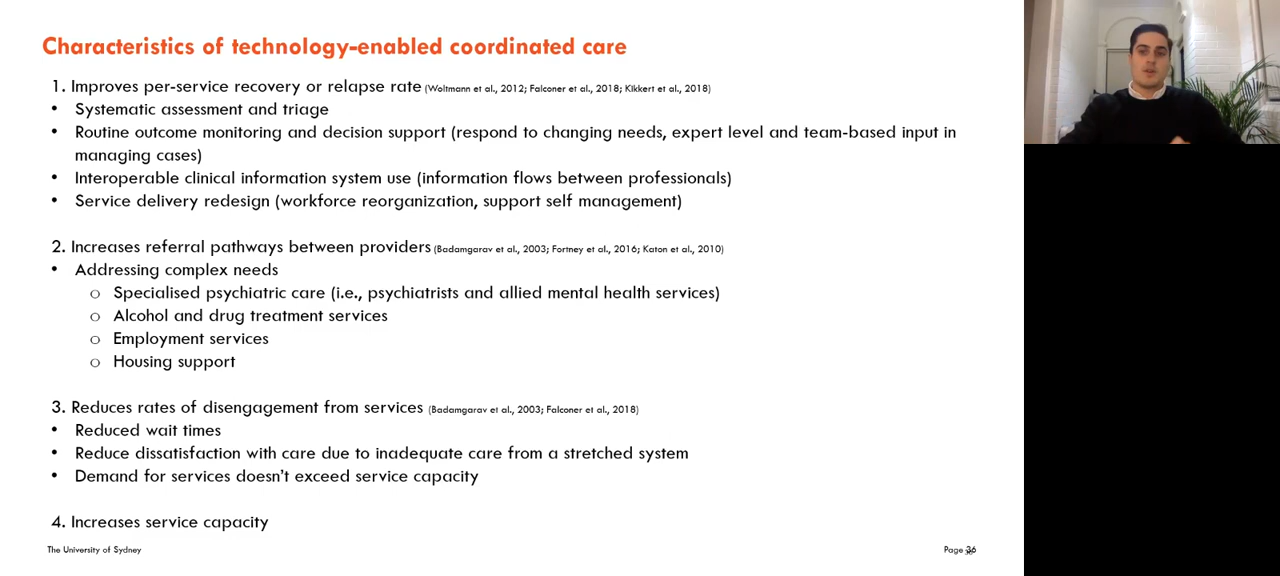 Characteristics of technology-enabled coordinated care
1. Improves per-service recovery or relapse rate (Woltmann et al., 2012; Falconer et al., 2018; Kikkert et al., 2018)
• Systematic assessment and triage
• Routine outcome monitoring and decision support (respond to changing needs, expert level and team-based input in
managing cases)
• Interoperable clinical information system use (information flows between professionals)
• Service delivery redesign (workforce reorganization, support self management)
2. Increases referral pathways between providers (Badamgarav et al., 2003; Fortney et al., 2016; Katon et al., 2010)
• Addressing complex needs
o Specialised psychiatric care (i.e., psychiatrists and allied mental health services)
o Alcohol and drug treatment services
o Employment services
o Housing support
3. Reduces rates of disengagement from services (Badamgarav et al., 2003; Falconer et al., 2018)
• Reduced wait times
• Reduce dissatisfaction with care due to inadequate care from a stretched system
• Demand for services doesn't exceed service capacity
4. Increases service capacity
The University of Sydney
Page 36